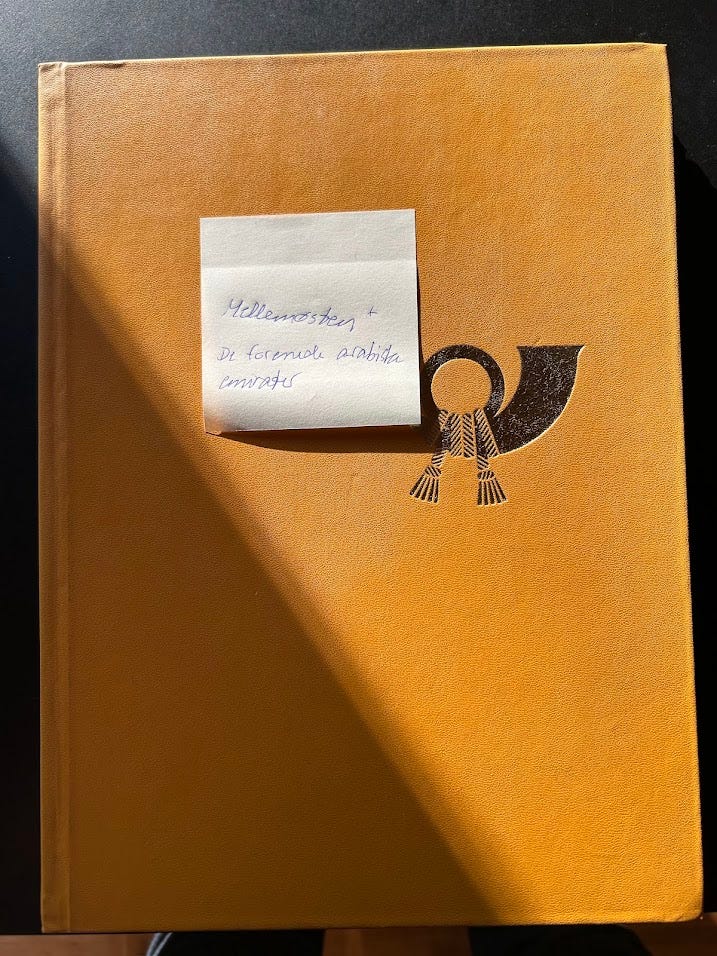 Mellemøsten +
De forenede arabiske
emirater